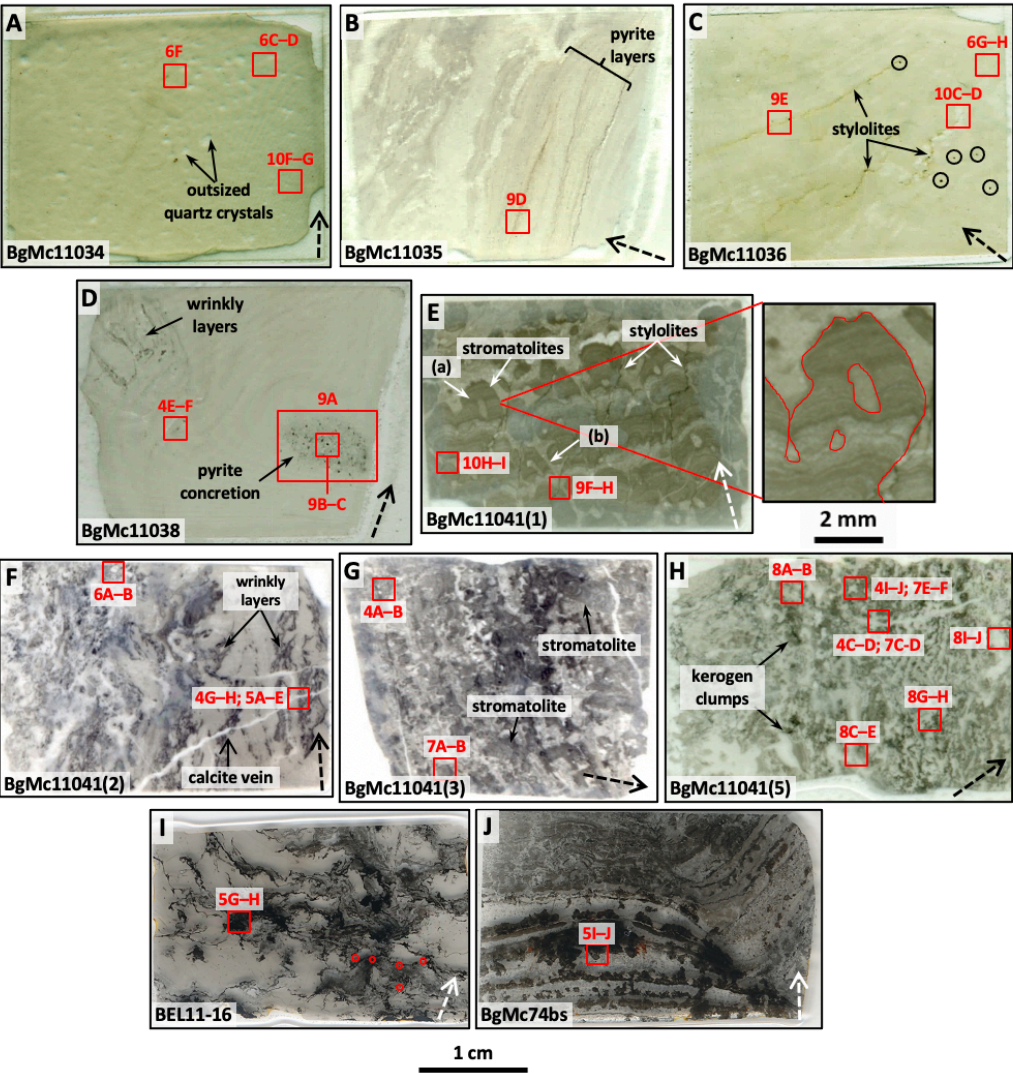 A
6F
6C–D
10F–G
outsized
quartz crystals
BgMc11034
B
pyrite
layers
9D
BgMc11035
C
6G–H
9E
10C–D
stylolites
BgMc11036
D
wrinkly
layers
4E–F
9A
pyrite
concretion
9B–C
BgMc11038
E
stylolites
stromatolites
(a)
(b)
10H–I
9F–H
BgMc11041(1)
2 mm
F
6A–B
wrinkly
layers
4G–H; 5A–E
calcite vein
BgMc11041(2)
G
4A–B
stromatolite
stromatolite
7A–B
BgMc11041(3)
H
8A–B
4I–J; 7E–F
4C–D; 7C-D
8I–J
kerogen
clumps
8G–H
8C–E
BgMc11041(5)
I
5G–H
BEL11-16
J
5I–J
BgMc74bs
1 cm